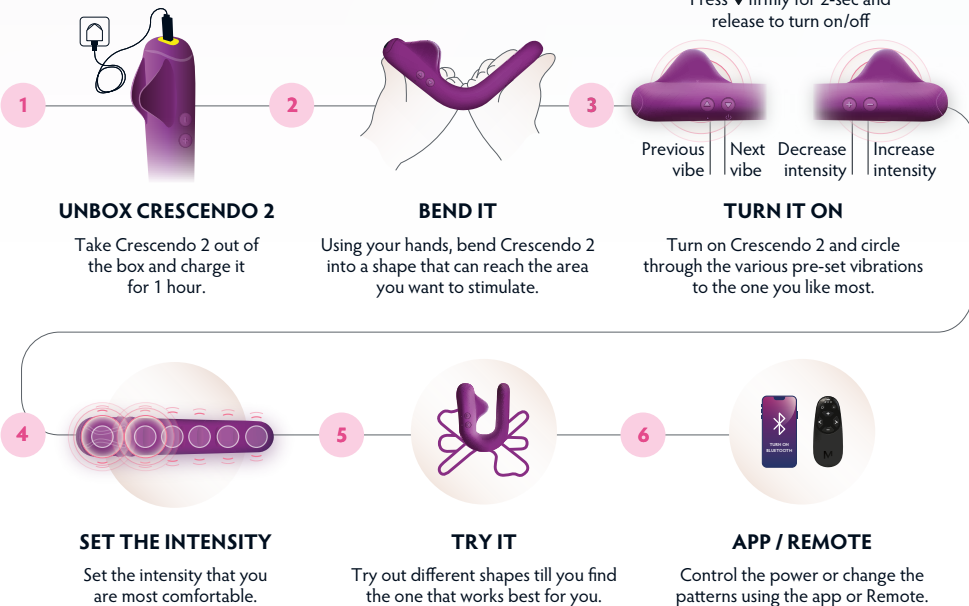 Press ▼ firmly for 2-sec and
release to turn on/off
1
2
3
Previous
vibe
Next
vibe
Decrease
intensity
Increase
intensity
UNBOX CRESCENDO 2
Take Crescendo 2 out of
the box and charge it
for 1 hour.
BEND IT
Using your hands, bend Crescendo 2
into a shape that can reach the area
you want to stimulate.
TURN IT ON
Turn on Crescendo 2 and circle
through the various pre-set vibrations
to the one you like most.
4
5
6
TURN ON
BLUETOOTH
M
SET THE INTENSITY
Set the intensity that you
are most comfortable.
TRY IT
Try out different shapes till you find
the one that works best for you.
APP / REMOTE
Control the power or change the
patterns using the app or Remote.